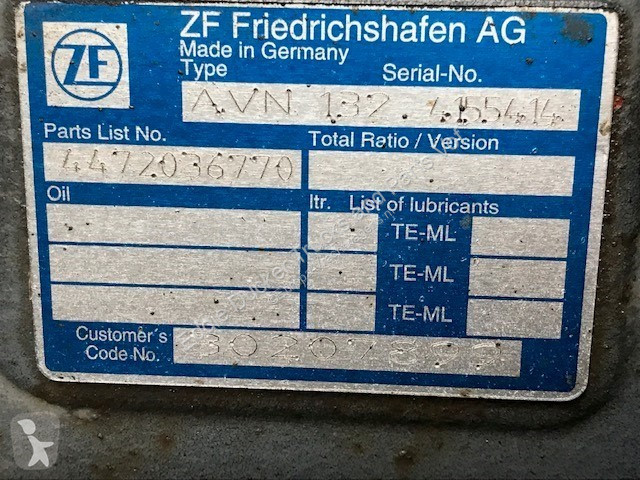 ZF
ZF Friedrichshafen AG
Made in Germany
Type Serial-No.
AVN 132 4155414
Parts List No. Total Ratio / Version
4472036770
Oil ltr. List of lubricants
TE-ML
TE-ML
TE-ML
Customer's
Code No.